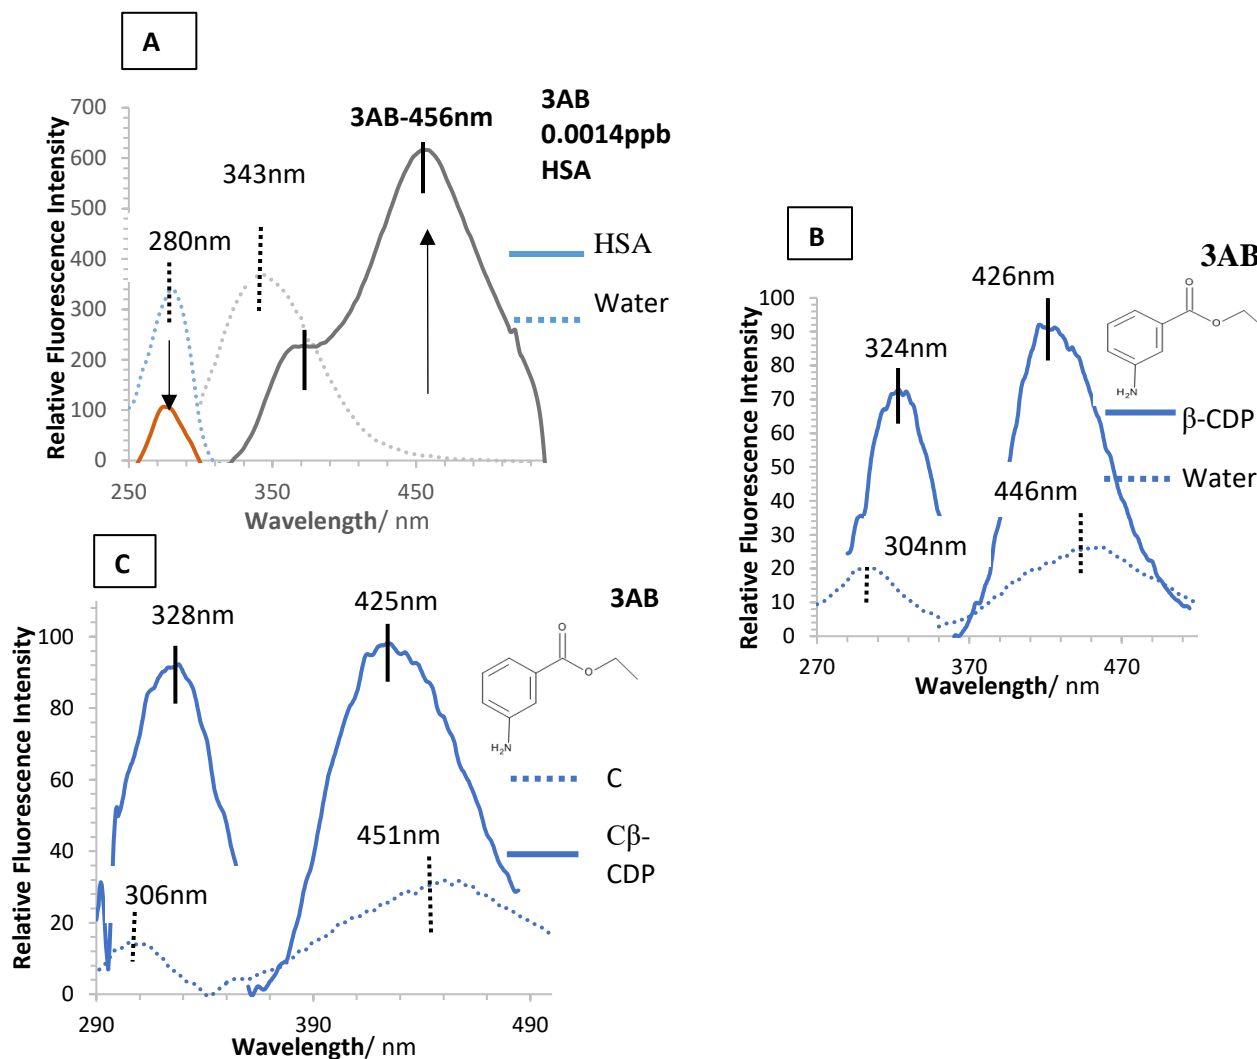 A
Relative Fluorescence Intensity
700
600
500
400
300
200
100
0
250
350
450
Wavelength/ nm
280nm
343nm
3AB-456nm
3AB
0.0014ppb
HSA
HSA
Water
B
Relative Fluorescence Intensity
100
90
80
70
60
50
40
30
20
10
0
270
370
470
Wavelength/ nm
324nm
426nm
304nm
446nm
3AB
O
O
H₂N
β-CDP
Water
C
Relative Fluorescence Intensity
100
80
60
40
20
0
290
390
490
Wavelength/ nm
328nm
425nm
306nm
451nm
3AB
O
O
H₂N
C
Cβ-
CDP